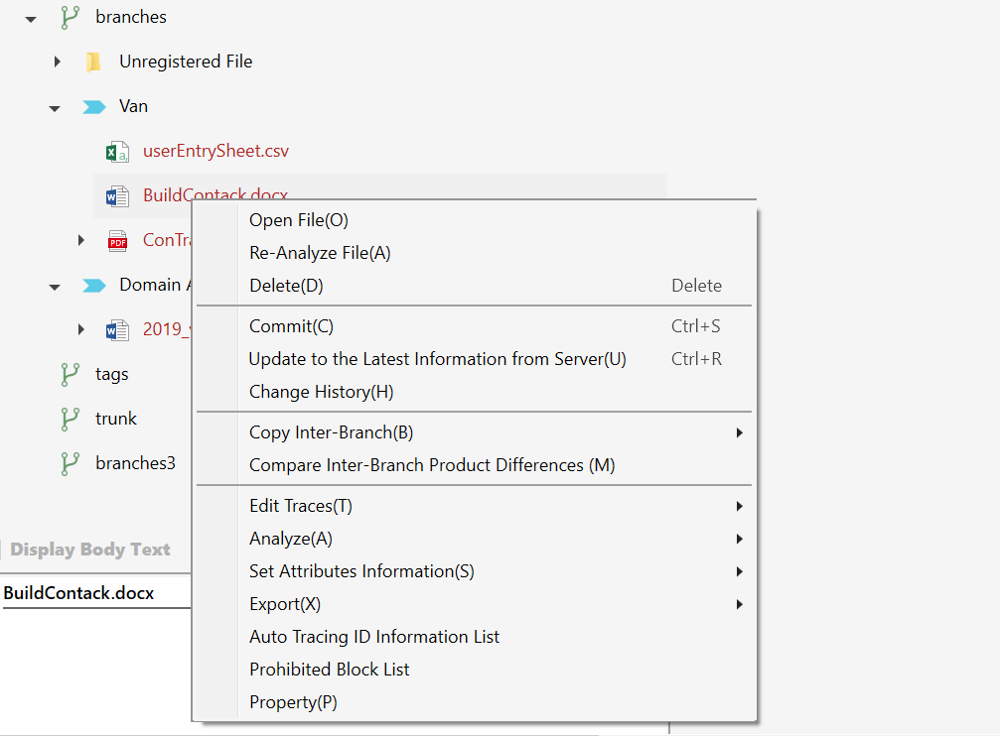 branches
Unregistered File
Van
userEntrySheet.csv
BuildContack.docx
Open File(O)
Re-Analyze File(A)
Delete(D) Delete
Commit(C) Ctrl+S
Update to the Latest Information from Server(U) Ctrl+R
Change History(H)
Copy Inter-Branch(B)
Compare Inter-Branch Product Differences (M)
Edit Traces(T)
Analyze(A)
Set Attributes Information(S)
Export(X)
Auto Tracing ID Information List
Prohibited Block List
Property(P)
PDF ConTra
Domain A
2019_
tags
trunk
branches3
Display Body Text
BuildContack.docx